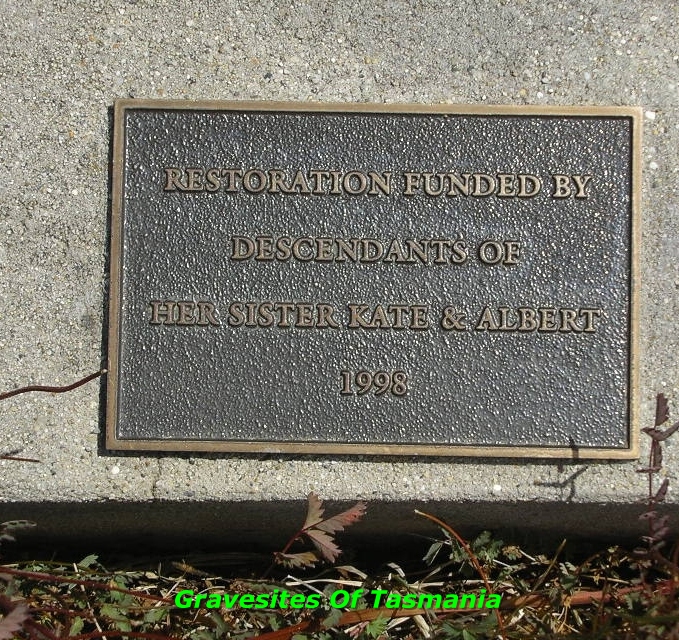 RESTORATION FUNDED BY
DESCENDANTS OF
HER SISTER KATE & ALBERT
1998
Gravesites Of Tasmania